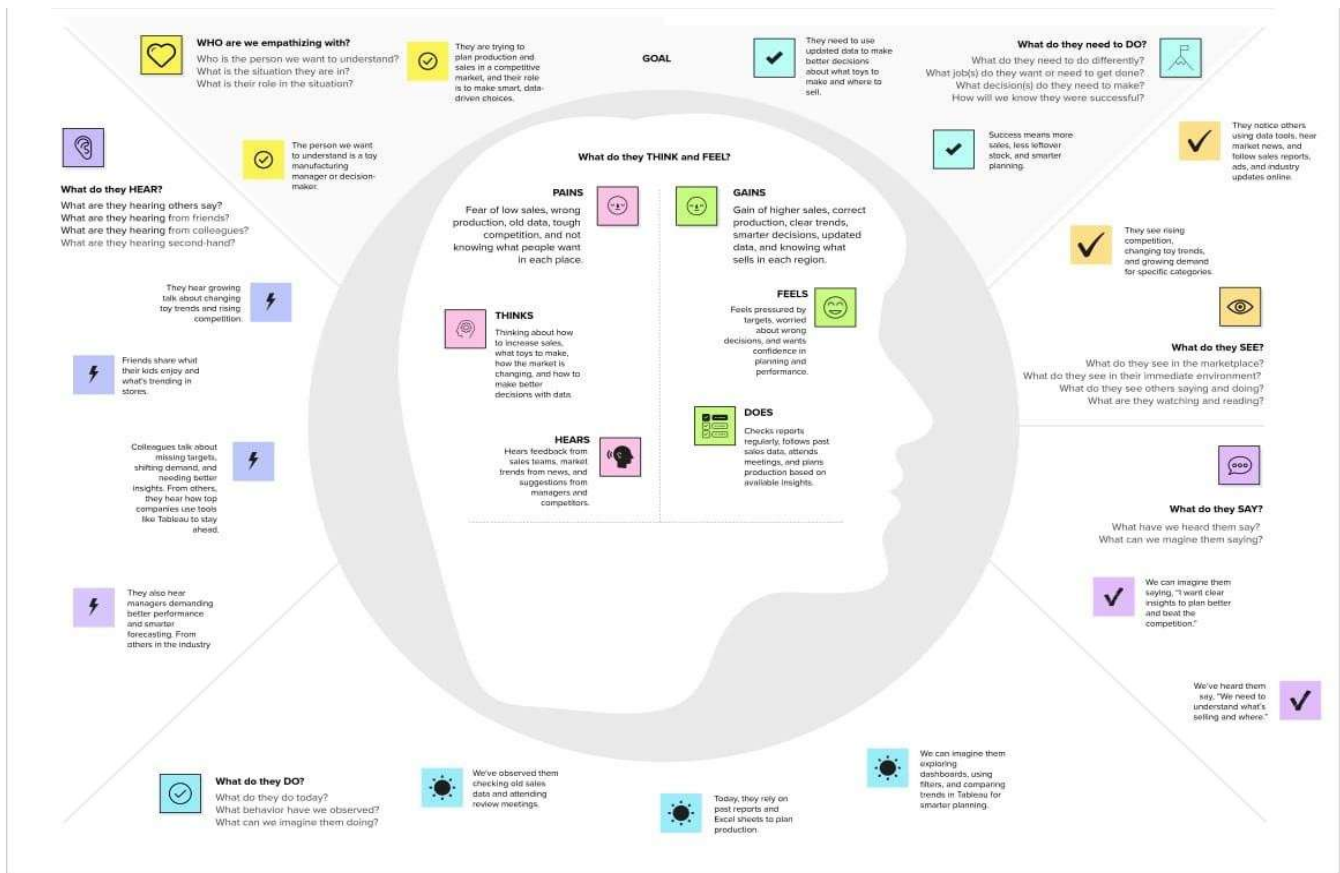 WHO are we empathizing with?
Who is the person we want to understand?
What is the situation they are in?
What is their role in the situation?
They are trying to
plan production and
sales in a competitive
market, and their role
is to make smart, data-
driven choices.
The person we want
to understand is a toy
manufacturing
manager or decision-
maker.
GOAL
They need to use
updated data to make
better decisions
about what toys to
make and where to
sell.
What do they need to DO?
What do they need to do differently?
What job(s) do they want or need to get done?
What decision(s) do they need to make?
How will we know they were successful?
Success means more
sales, less leftover
stock, and smarter
planning.
They notice others
using data tools, hear
market news, and
follow sales reports,
ads, and industry
updates online.
They see rising
competition,
changing toy trends,
and growing demand
for specific categories.
What do they SEE?
What do they see in the marketplace?
What do they see in their immediate environment?
What do they see others saying and doing?
What are they watching and reading?
What do they SAY?
What have we heard them say?
What can we magine them saying?
We can imagine them
saying, "I want clear
insights to plan better
and beat the
competition."
We've heard them
say, "We need to
understand what's
selling and where."
What do they HEAR?
What are they hearing others say?
What are they hearing from friends?
What are they hearing from colleagues?
What are they hearing second-hand?
They hear growing
talk about changing
toy trends and rising
competition.
Friends share what
their kids enjoy and
what's trending in
stores.
Colleagues talk about
missing targets,
shifting demand, and
needing better
insights. From others,
they hear how top
companies use tools
like Tableau to stay
ahead.
They also hear
managers demanding
better performance
and smarter
forecasting. From
others in the industry
What do they THINK and FEEL?
PAINS
Fear of low sales, wrong
production, old data, tough
competition, and not
knowing what people want
in each place.
GAINS
Gain of higher sales, correct
production, clear trends,
smarter decisions, updated
data, and knowing what
sells in each region.
THINKS
Thinking about how
to increase sales,
what toys to make,
how the market is
changing, and how to
make better
decisions with data
FEELS
Feels pressured by
targets, worried
about wrong
decisions, and wants
confidence in
planning and
performance.
HEARS
Hears feedback from
sales teams, market
trends from news, and
suggestions from
managers and
competitors.
DOES
Checks reports
regularly, follows past
sales data, attends
meetings, and plans
production based on
available insights.
What do they DO?
What do they do today?
What behavior have we observed?
What can we imagine them doing?
We've observed them
checking old sales
data and attending
review meetings.
Today, they rely on
past reports and
Excel sheets to plan
production
We can imagine them
exploring
dashboards, using
filters, and comparing
trends in Tableau for
smarter planning.